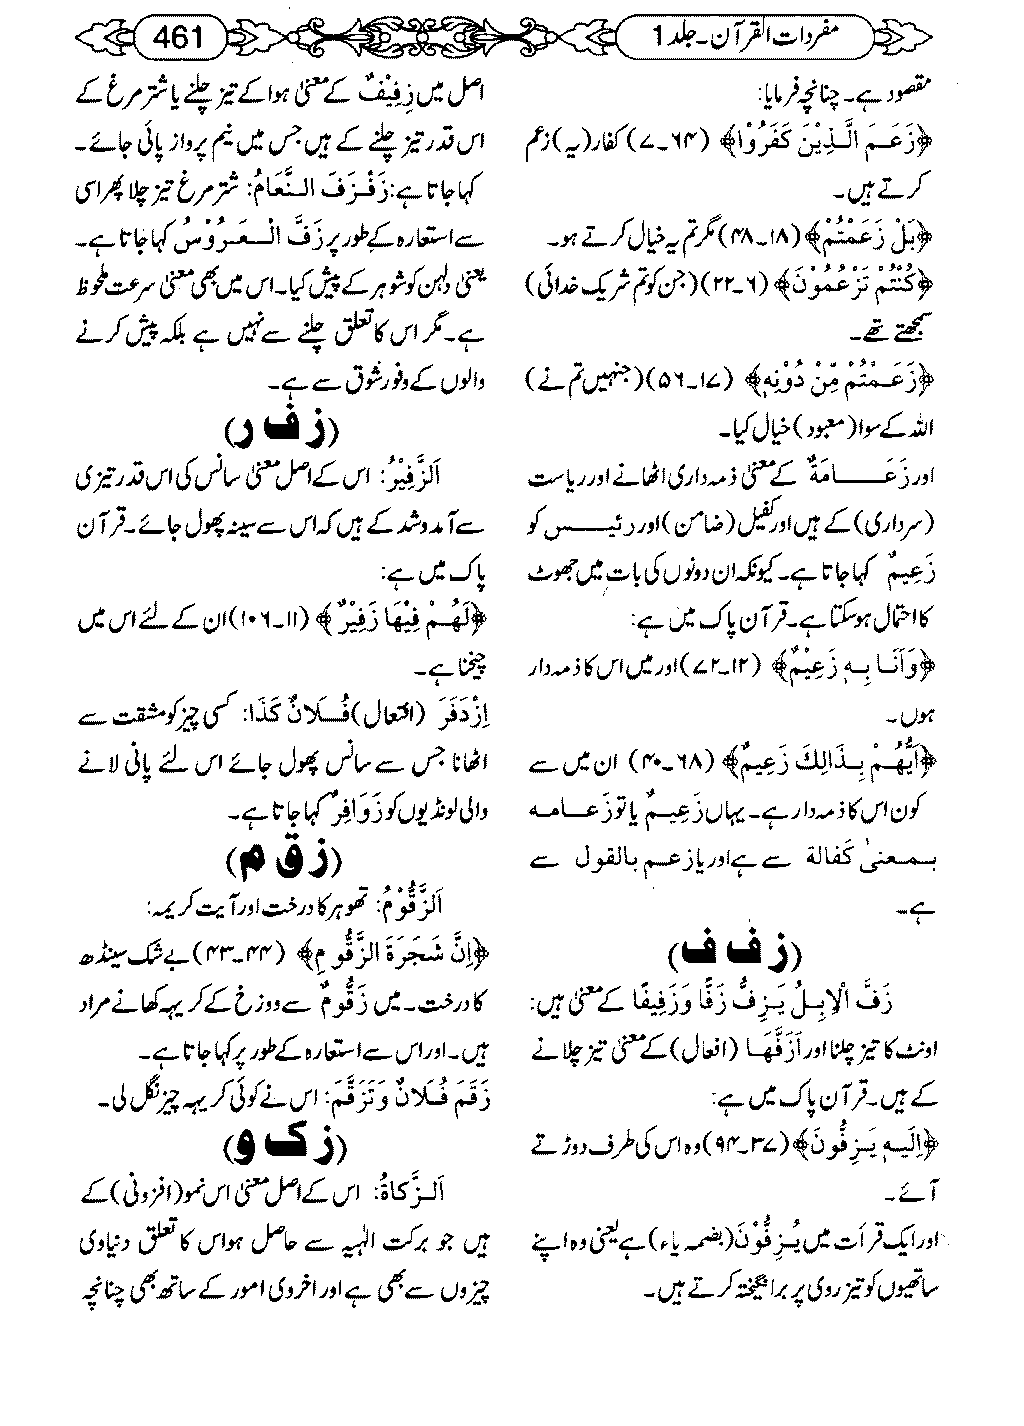 مفردات القرآن۔ جلد 1
461
مقصود ہے۔ چنانچہ فرمایا:
﴿زَعَمَ الَّذِيْنَ كَفَرُوْا﴾ (۶۴۔۷) کفار (یہ) زعم
کرتے ہیں۔
﴿بَلْ زَعَمْتُمْ﴾ (۱۸۔۴۸) مگر تم یہ خیال کرتے ہو۔
﴿كُنْتُمْ تَزْعُمُوْنَ﴾ (۶۔۲۲) (جن کو تم شریک خدائی)
سمجھتے تھے۔
﴿زَعَمْتُمْ مِّنْ دُوْنِهٖ﴾ (۱۷۔۵۶) (جنہیں تم نے)
اللہ کے سوا (معبود) خیال کیا۔
اور زَعَامَةٌ کے معنی ذمہ داری اٹھانے اور ریاست
(سرداری) کے ہیں اور کفیل (ضامن) اور رئیس کو
زَعِيمٌ کہا جاتا ہے۔ کیونکہ ان دونوں کی بات میں جھوٹ
کا احتمال ہو سکتا ہے۔ قرآن پاک میں ہے:
﴿وَاَنَا بِهٖ زَعِيْمٌ﴾ (۱۲۔۷۲) اور میں اس کا ذمہ دار
ہوں۔
﴿اَيُّهُمْ بِذَالِكَ زَعِيمٌ﴾ (۶۸۔۴۰) ان میں سے
کون اس کا ذمہ دار ہے۔ یہاں زَعِيمٌ یا تو زَعَامه
بمعنیٰ كَفَالة سے ہے اور یا زعم بالقول سے
ہے۔
(ز ف ف)
زَفَّ الْاِبِلُ يَزِفُّ زَفًّا وَزَفِيفًا کے معنی ہیں:
اونٹ کا تیز چلنا اور اَزَفَّهَا (افعال) کے معنی تیز چلانے
کے ہیں۔ قرآن پاک میں ہے:
﴿اِلَيهِ يَزِفُّونَ﴾ (۳۷۔۹۴) وہ اس کی طرف دوڑتے
آئے۔
اور ایک قرأت میں يُزِفُّوْنَ (بضمہ یاء) ہے یعنی وہ اپنے
ساتھیوں کو تیز روی پر برانگیختہ کرتے ہیں۔
اصل میں زِفِيْفٌ کے معنی ہوا کے تیز چلنے یا شتر مرغ کے
اس قدر تیز چلنے کے ہیں جس میں نیم پرواز پائی جائے۔
کہا جاتا ہے: زَفْزَفَ النَّعَامُ: شتر مرغ تیز چلا پھر اسی
سے استعارہ کے طور پر زَفَّ الْعَرُوْسُ کہا جاتا ہے۔
یعنی دلہن کو شوہر کے پیش کیا۔ اس میں بھی معنی سرعت ملحوظ
ہے۔ مگر اس کا تعلق چلنے سے نہیں ہے بلکہ پیش کرنے
والوں کے وفور شوق سے ہے۔
(ز ف ر)
اَلزَّفِيْرُ: اس کے اصل معنی سانس کی اس قدر تیزی
سے آمد و شد کے ہیں کہ اس سے سینہ پھول جائے۔ قرآن
پاک میں ہے:
﴿لَهُمْ فِيْهَا زَفِيْرٌ﴾ (۱۱۔۱۰۶) ان کے لئے اس میں
چیخنا ہے۔
اِزْدَفَرَ (افتعال) فُلَانٌ كَذَا: کسی چیز کو مشقت سے
اٹھانا جس سے سانس پھول جائے اس لئے پانی لانے
والی لونڈیوں کو زَوَافِرُ کہا جاتا ہے۔
(ز ق م)
اَلزَّقُّوْمُ: تھوہر کا درخت اور آیت کریمہ:
﴿اِنَّ شَجَرَةَ الزَّقُّومِ﴾ (۴۴۔۴۳) بے شک سینڈھ
کا درخت۔ میں زَقُّومٌ سے دوزخ کے کریہہ کھانے مراد
ہیں۔ اور اس سے استعارہ کے طور پر کہا جاتا ہے۔
زَقَمَ فُلَانٌ وَتَزَقَّمَ: اس نے کوئی کریہہ چیز نگل لی۔
(ز ک و)
اَلزَّكَاةُ: اس کے اصل معنی اس نمو (افزونی) کے
ہیں جو برکت الٰہیہ سے حاصل ہو اس کا تعلق دنیاوی
چیزوں سے بھی ہے اور اخروی امور کے ساتھ بھی چنانچہ